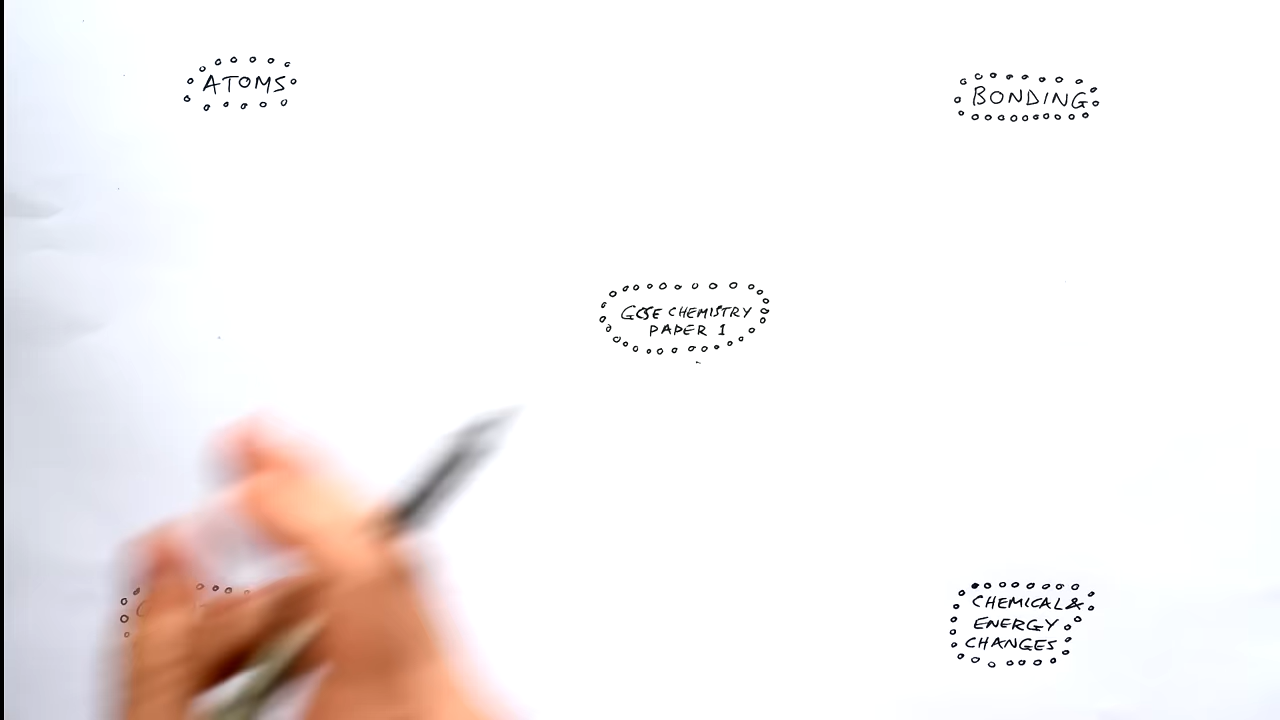 ATOMS
BONDING
GCSE CHEMISTRY
PAPER 1
CHEMICAL &
ENERGY
CHANGES